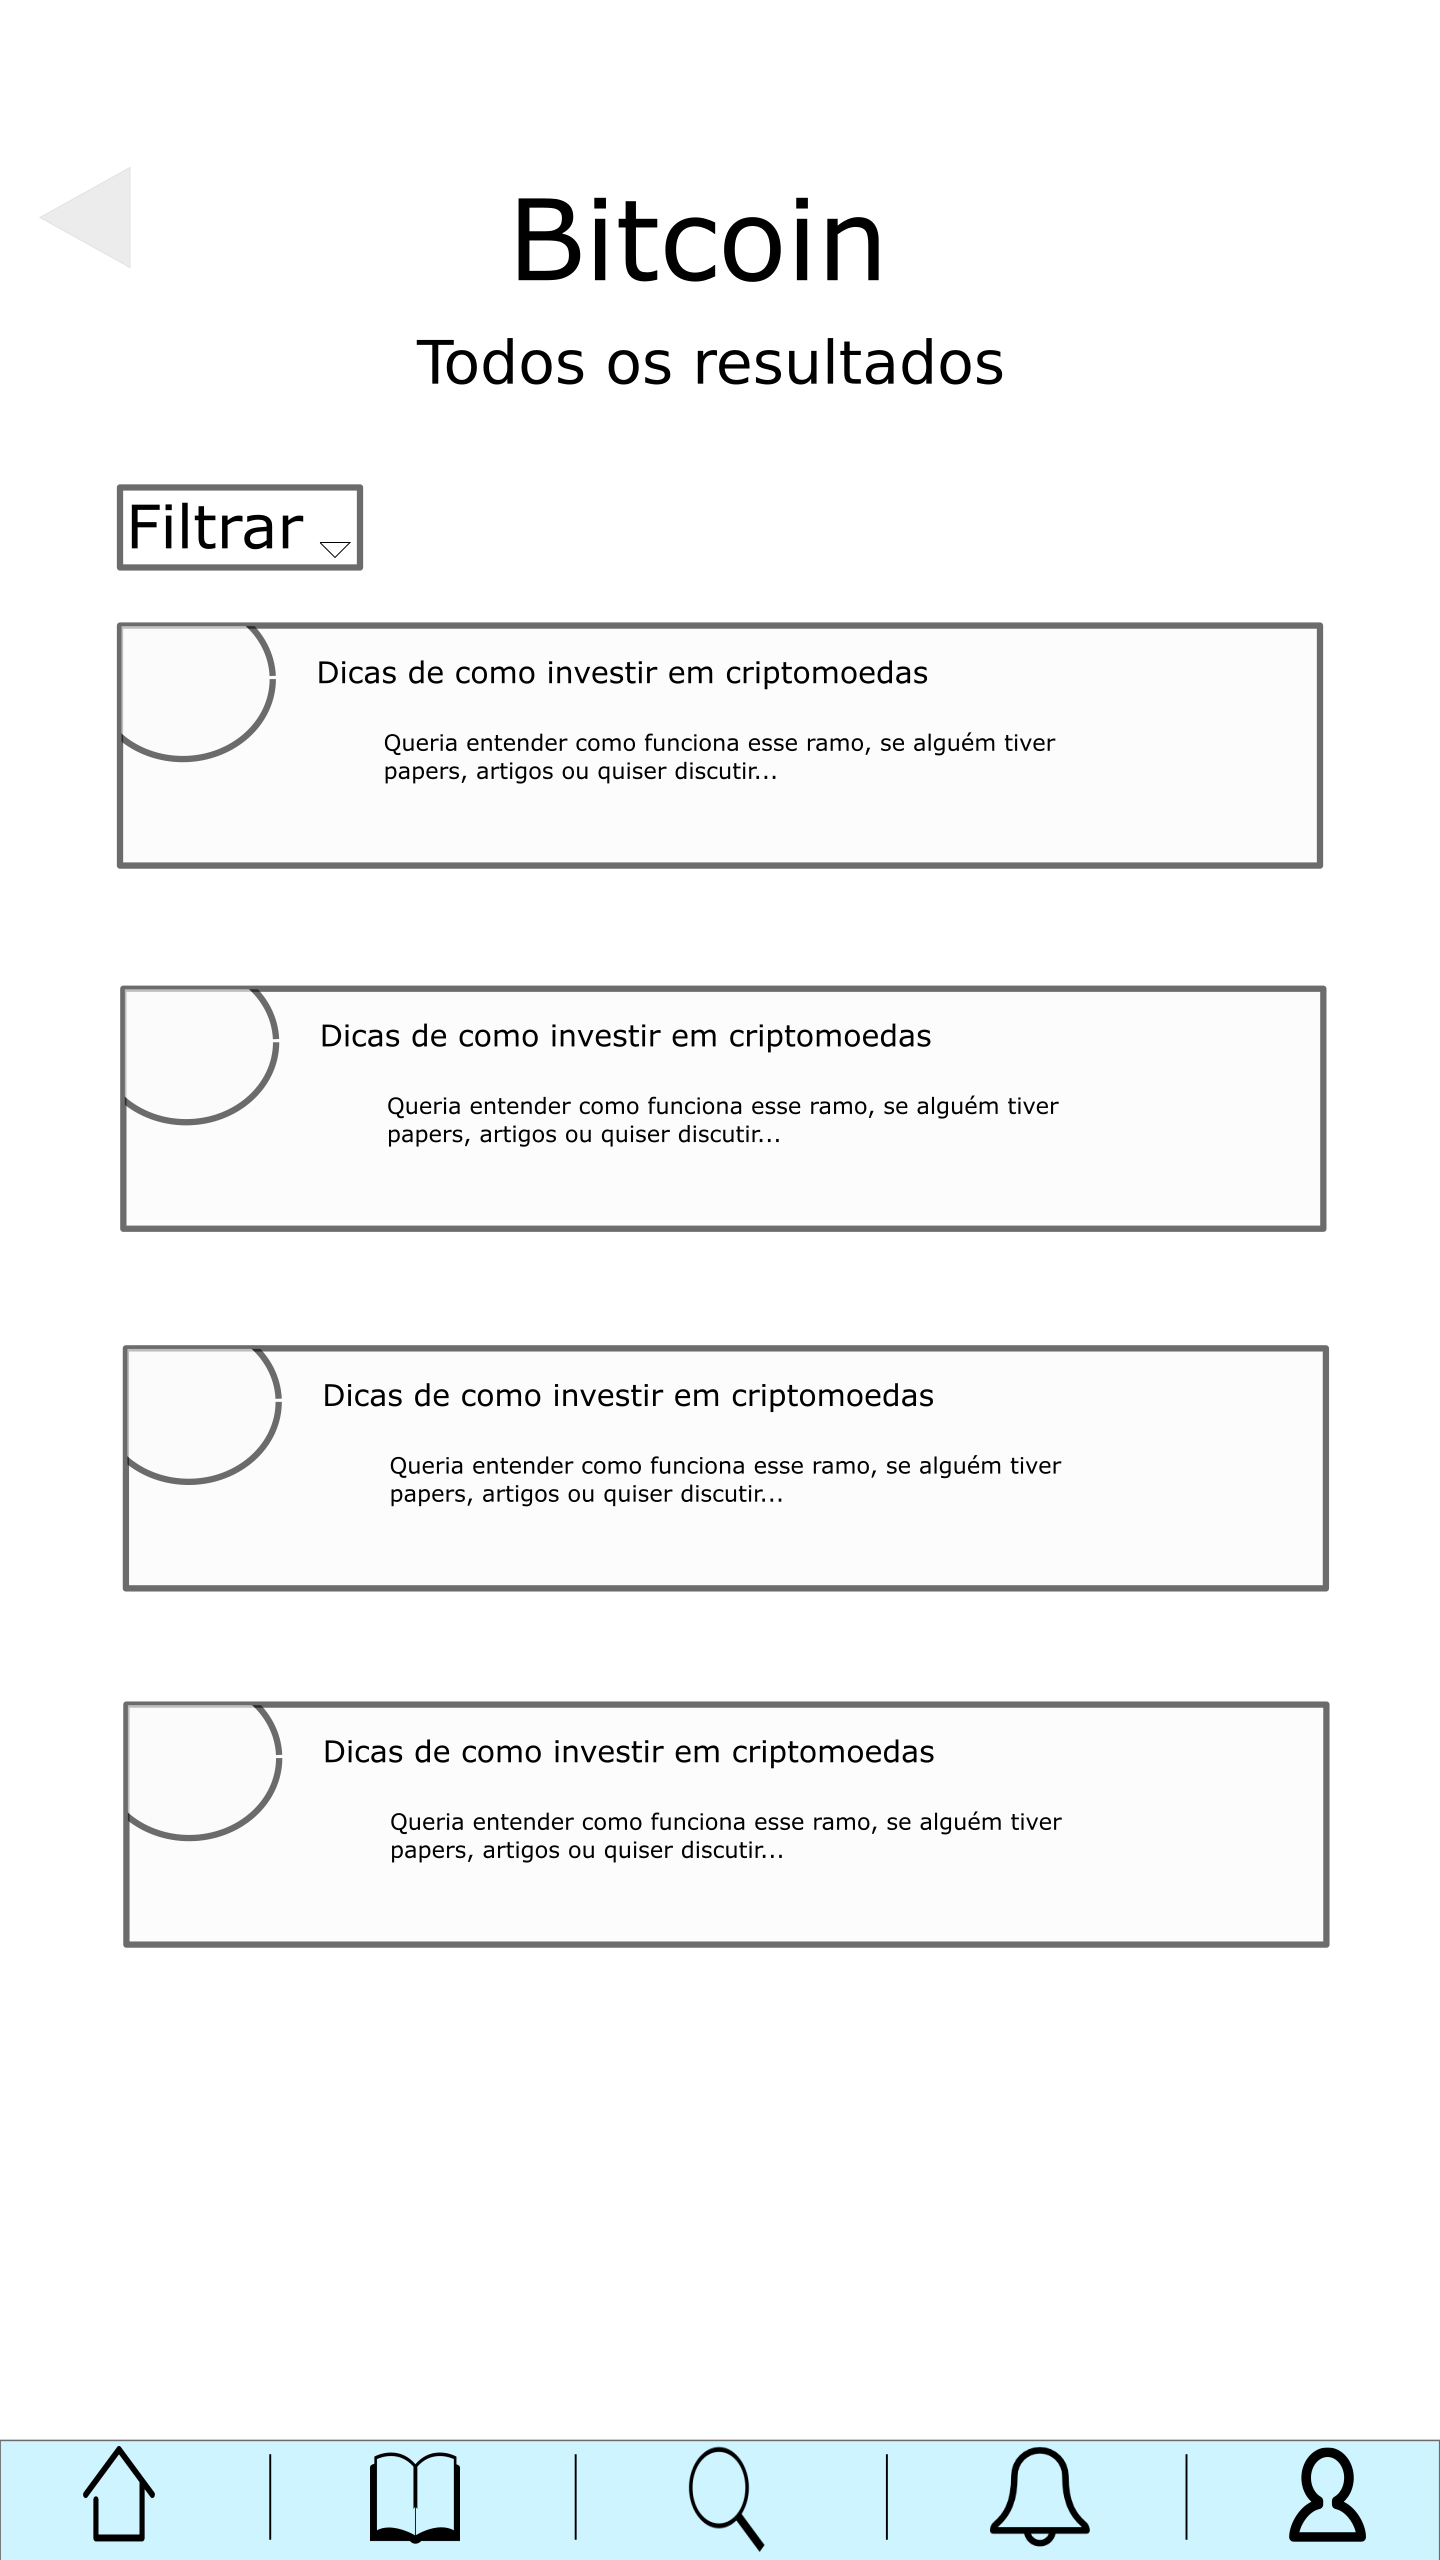 Bitcoin
Todos os resultados
Filtrar
Dicas de como investir em criptomoedas
Queria entender como funciona esse ramo, se alguém tiver
papers, artigos ou quiser discutir...
Dicas de como investir em criptomoedas
Queria entender como funciona esse ramo, se alguém tiver
papers, artigos ou quiser discutir...
Dicas de como investir em criptomoedas
Queria entender como funciona esse ramo, se alguém tiver
papers, artigos ou quiser discutir...
Dicas de como investir em criptomoedas
Queria entender como funciona esse ramo, se alguém tiver
papers, artigos ou quiser discutir...